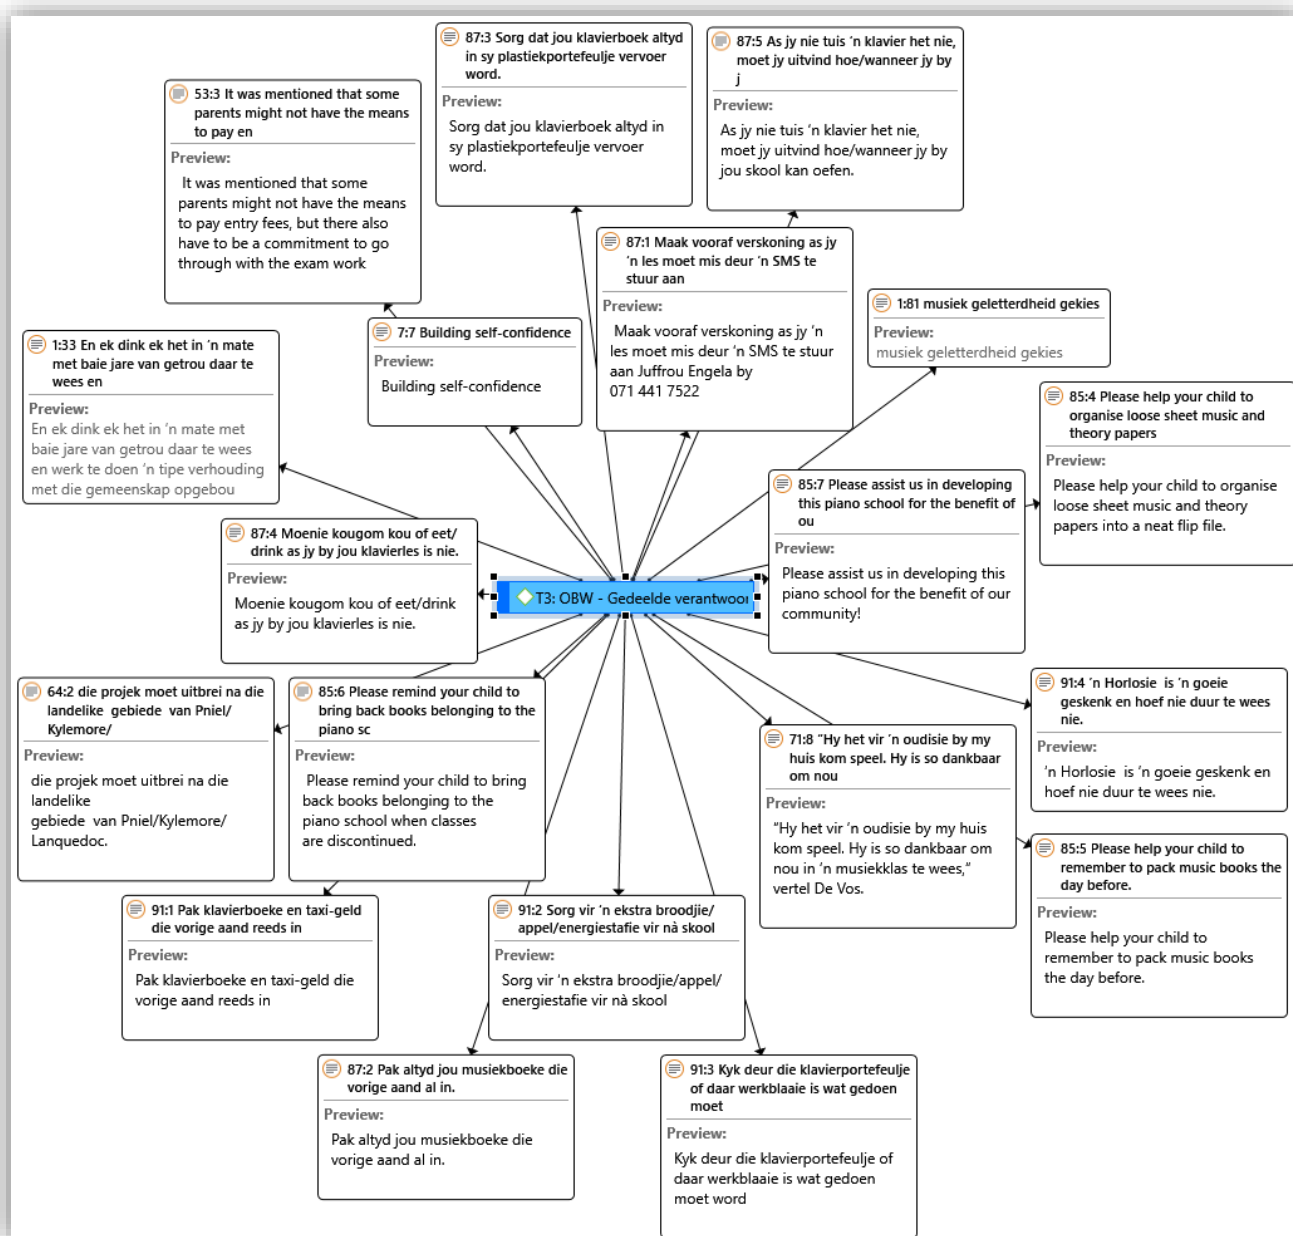 87:3 Sorg dat jou klavierboek altyd
in sy plastiekportefeulje vervoer
word.
Preview:
Sorg dat jou klavierboek altyd in
sy plastiekportefeulje vervoer
word.
87:5 As jy nie tuis ’n klavier het nie,
moet jy uitvind hoe/wanneer jy by
j
Preview:
As jy nie tuis ’n klavier het nie,
moet jy uitvind hoe/wanneer jy by
jou skool kan oefen.
53:3 It was mentioned that some
parents might not have the means
to pay en
Preview:
It was mentioned that some
parents might not have the means
to pay entry fees, but there also
have to be a commitment to go
through with the exam work
87:1 Maak vooraf verskoning as jy
’n les moet mis deur ’n SMS te
stuur aan
Preview:
Maak vooraf verskoning as jy ’n
les moet mis deur ’n SMS te stuur
aan Juffrou Engela by
071 441 7522
1:81 musiek geletterdheid gekies
Preview:
musiek geletterdheid gekies
7:7 Building self-confidence
Preview:
Building self-confidence
1:33 En ek dink ek het in ’n mate
met baie jare van getrou daar te
wees en
Preview:
En ek dink ek het in ’n mate met
baie jare van getrou daar te wees
en werk te doen ’n tipe verhouding
met die gemeenskap opgebou
85:4 Please help your child to
organise loose sheet music and
theory papers
Preview:
Please help your child to organise
loose sheet music and theory
papers into a neat flip file.
85:7 Please assist us in developing
this piano school for the benefit of
ou
Preview:
Please assist us in developing this
piano school for the benefit of our
community!
87:4 Moenie kougom kou of eet/
drink as jy by jou klavierles is nie.
Preview:
Moenie kougom kou of eet/drink
as jy by jou klavierles is nie.
T3: OBW - Gedeelde verantwoor
64:2 die projek moet uitbrei na die
landelike gebiede van Pniel/
Kylemore/
Preview:
die projek moet uitbrei na die
landelike
gebiede van Pniel/Kylemore/
Lanquedoc.
85:6 Please remind your child to
bring back books belonging to the
piano sc
Preview:
Please remind your child to bring
back books belonging to the
piano school when classes
are discontinued.
91:4 ’n Horlosie is ’n goeie
geskenk en hoef nie duur te wees
nie.
Preview:
’n Horlosie is ’n goeie geskenk en
hoef nie duur te wees nie.
71:8 “Hy het vir ’n oudisie by my
huis kom speel. Hy is so dankbaar
om nou
Preview:
“Hy het vir ’n oudisie by my huis
kom speel. Hy is so dankbaar om
nou in ’n musiekklas te wees,”
vertel De Vos.
85:5 Please help your child to
remember to pack music books the
day before.
Preview:
Please help your child to
remember to pack music books
the day before.
91:1 Pak klavierboeke en taxi-geld
die vorige aand reeds in
Preview:
Pak klavierboeke en taxi-geld die
vorige aand reeds in
91:2 Sorg vir ’n ekstra broodjie/
appel/energiestafie vir nà skool
Preview:
Sorg vir ’n ekstra broodjie/appel/
energiestafie vir nà skool
87:2 Pak altyd jou musiekboeke die
vorige aand al in.
Preview:
Pak altyd jou musiekboeke die
vorige aand al in.
91:3 Kyk deur die klavierportefeulje
of daar werkblaaie is wat gedoen
moet
Preview:
Kyk deur die klavierportefeulje of
daar werkblaaie is wat gedoen
moet word